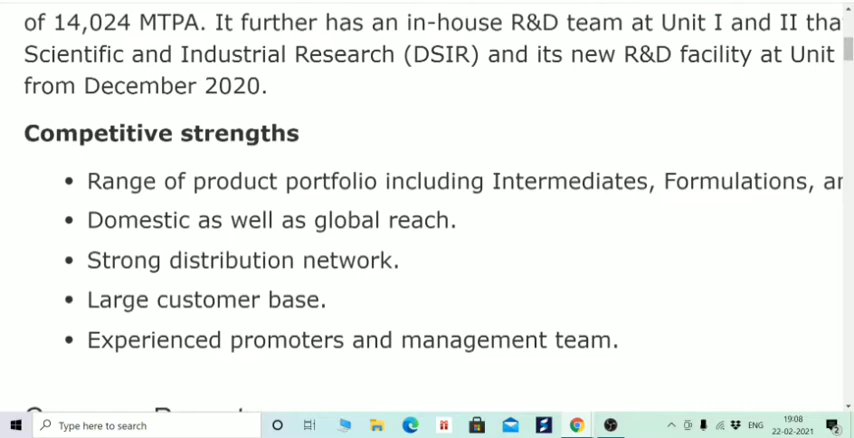 of 14,024 MTPA. It further has an in-house R&D team at Unit I and II tha
Scientific and Industrial Research (DSIR) and its new R&D facility at Unit
from December 2020.
Competitive strengths
• Range of product portfolio including Intermediates, Formulations, an
• Domestic as well as global reach.
• Strong distribution network.
• Large customer base.
• Experienced promoters and management team.
Type here to search
ENG
19:08
22-02-2021
2